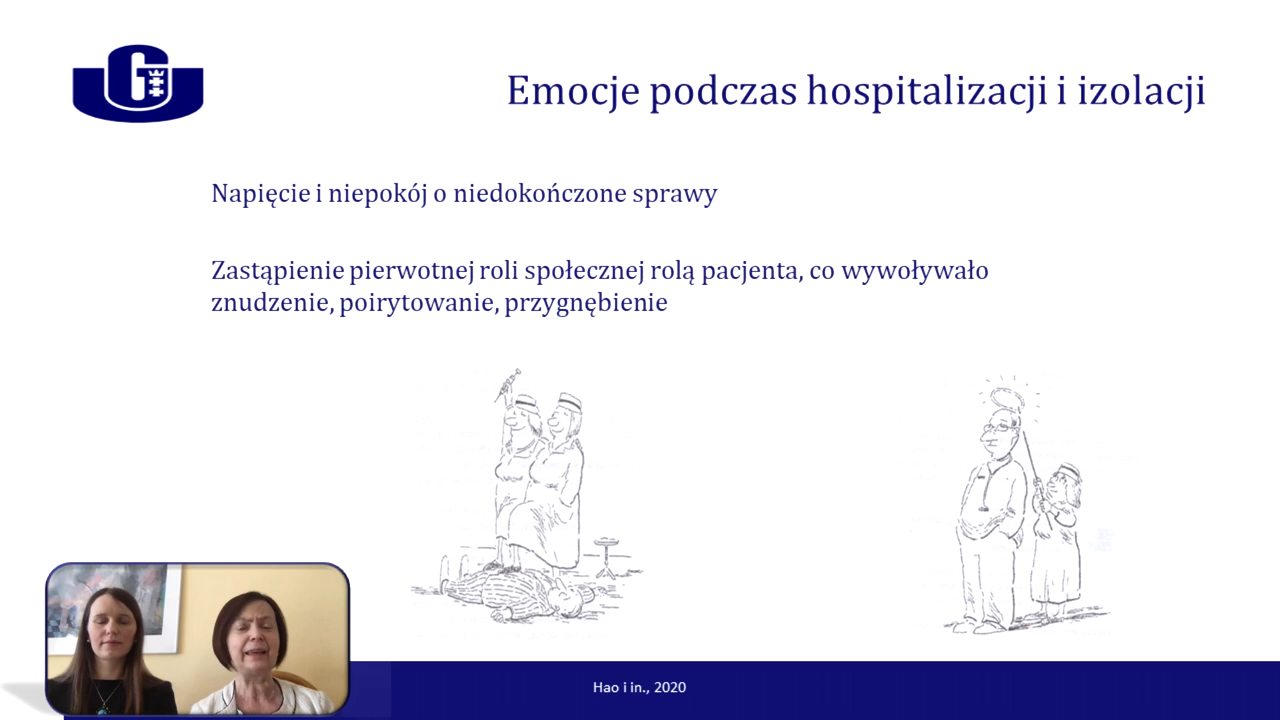 Emocje podczas hospitalizacji i izolacji
Napięcie i niepokój o niedokończone sprawy
Zastąpienie pierwotnej roli społecznej rolą pacjenta, co wywoływało
znudzenie, poirytowanie, przygnębienie
Hao i in., 2020